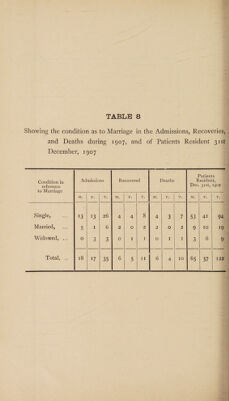 TABLE 8
Showing the condition as to Marriage in the Admissions, Recoveries,
and Deaths during 1907, and of Patients Resident 31st
December, 1907
Condition in reference to Marriage | Admissions | Recovered | Deaths | Patients Resident, Dec. 31st, 1907
M. F. T. M. F. T. M. F. T. M. F. T.
Single, ... 13 13 26 4 4 8 4 3 7 53 41 94
Married, ... 5 1 6 2 0 2 2 0 2 9 10 19
Widowed, ... 0 3 3 0 1 1 0 1 1 3 6 9
Total, ... 18 17 35 6 5 11 6 4 10 65 57 122